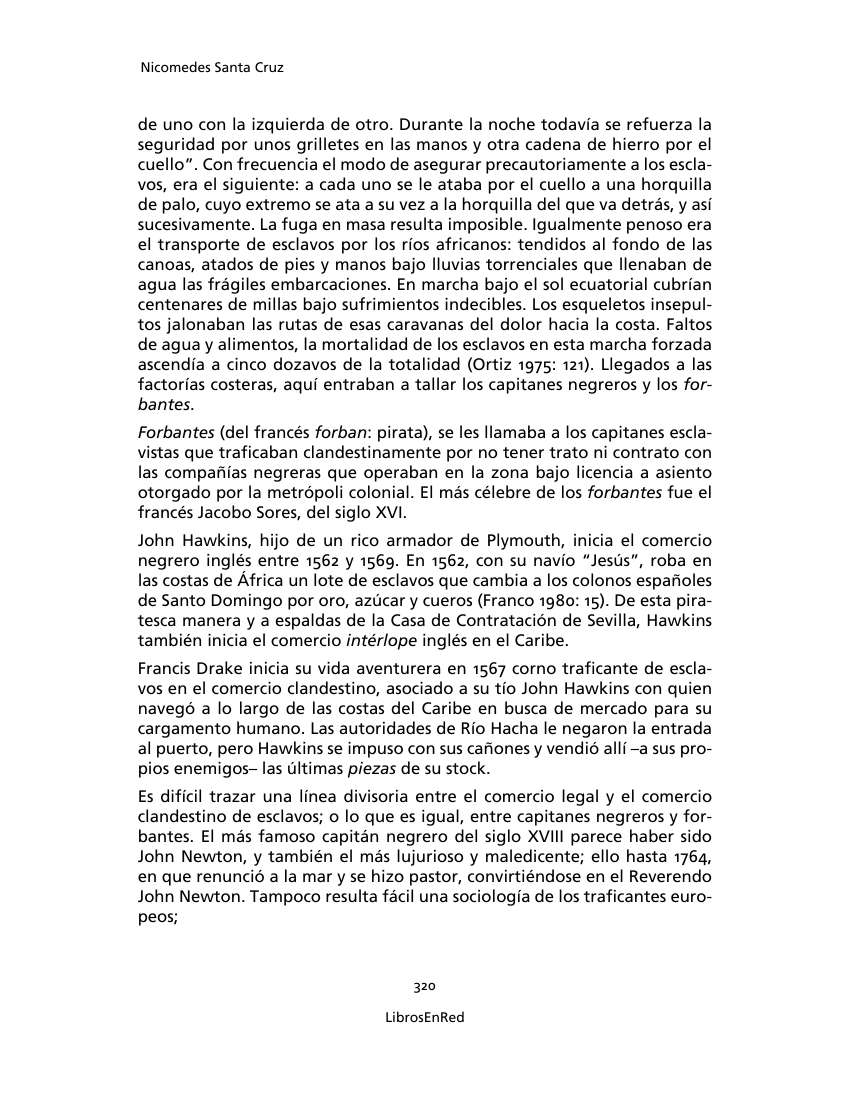 Nicomedes Santa Cruz
de uno con la izquierda de otro. Durante la noche todavía se refuerza la
seguridad por unos grilletes en las manos y otra cadena de hierro por el
cuello”. Con frecuencia el modo de asegurar precautoriamente a los escla-
vos, era el siguiente: a cada uno se le ataba por el cuello a una horquilla
de palo, cuyo extremo se ata a su vez a la horquilla del que va detrás, y así
sucesivamente. La fuga en masa resulta imposible. Igualmente penoso era
el transporte de esclavos por los ríos africanos: tendidos al fondo de las
canoas, atados de pies y manos bajo lluvias torrenciales que llenaban de
agua las frágiles embarcaciones. En marcha bajo el sol ecuatorial cubrían
centenares de millas bajo sufrimientos indecibles. Los esqueletos insepul-
tos jalonaban las rutas de esas caravanas del dolor hacia la costa. Faltos
de agua y alimentos, la mortalidad de los esclavos en esta marcha forzada
ascendía a cinco dozavos de la totalidad (Ortiz 1975: 121). Llegados a las
factorías costeras, aquí entraban a tallar los capitanes negreros y los for-
bantes.
Forbantes (del francés forban: pirata), se les llamaba a los capitanes escla-
vistas que traficaban clandestinamente por no tener trato ni contrato con
las compañías negreras que operaban en la zona bajo licencia a asiento
otorgado por la metrópoli colonial. El más célebre de los forbantes fue el
francés Jacobo Sores, del siglo XVI.
John Hawkins, hijo de un rico armador de Plymouth, inicia el comercio
negrero inglés entre 1562 y 1569. En 1562, con su navío “Jesús”, roba en
las costas de África un lote de esclavos que cambia a los colonos españoles
de Santo Domingo por oro, azúcar y cueros (Franco 1980: 15). De esta pira-
tesca manera y a espaldas de la Casa de Contratación de Sevilla, Hawkins
también inicia el comercio intérlope inglés en el Caribe.
Francis Drake inicia su vida aventurera en 1567 corno traficante de escla-
vos en el comercio clandestino, asociado a su tío John Hawkins con quien
navegó a lo largo de las costas del Caribe en busca de mercado para su
cargamento humano. Las autoridades de Río Hacha le negaron la entrada
al puerto, pero Hawkins se impuso con sus cañones y vendió allí –a sus pro-
pios enemigos– las últimas piezas de su stock.
Es difícil trazar una línea divisoria entre el comercio legal y el comercio
clandestino de esclavos; o lo que es igual, entre capitanes negreros y for-
bantes. El más famoso capitán negrero del siglo XVIII parece haber sido
John Newton, y también el más lujurioso y maledicente; ello hasta 1764,
en que renunció a la mar y se hizo pastor, convirtiéndose en el Reverendo
John Newton. Tampoco resulta fácil una sociología de los traficantes euro-
peos;
320
LibrosEnRed